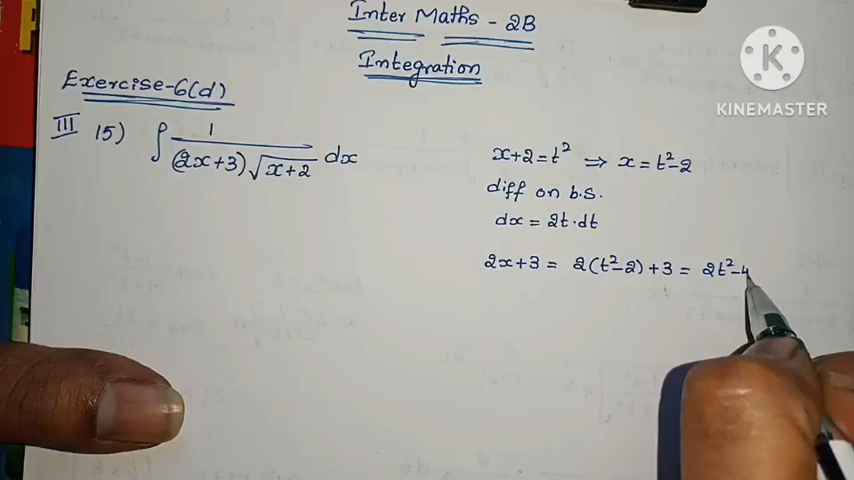 Inter Maths - 2B
Integration
Exercise-6(d)
III 15) ∫ 1/((2x+3)√(x+2)) dx
x+2 = t² ⇒ x = t²-2
diff on b.s.
dx = 2t·dt
2x+3 = 2(t²-2)+3 = 2t²-4
K
KINEMASTER